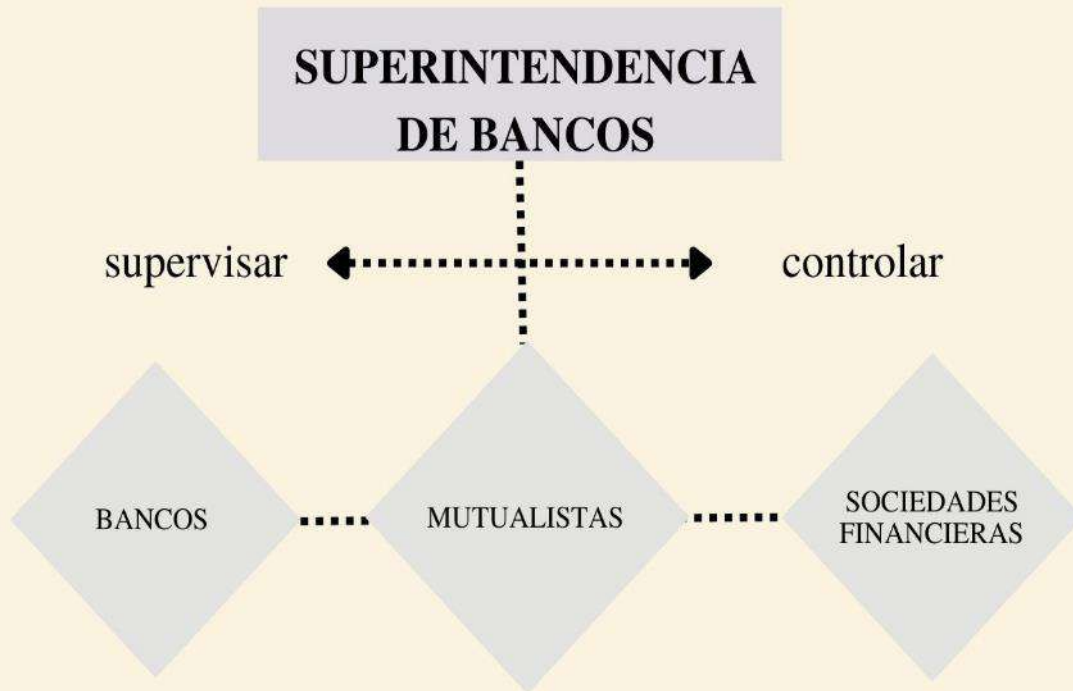 SUPERINTENDENCIA
DE BANCOS
supervisar
controlar
BANCOS
MUTUALISTAS
SOCIEDADES
FINANCIERAS